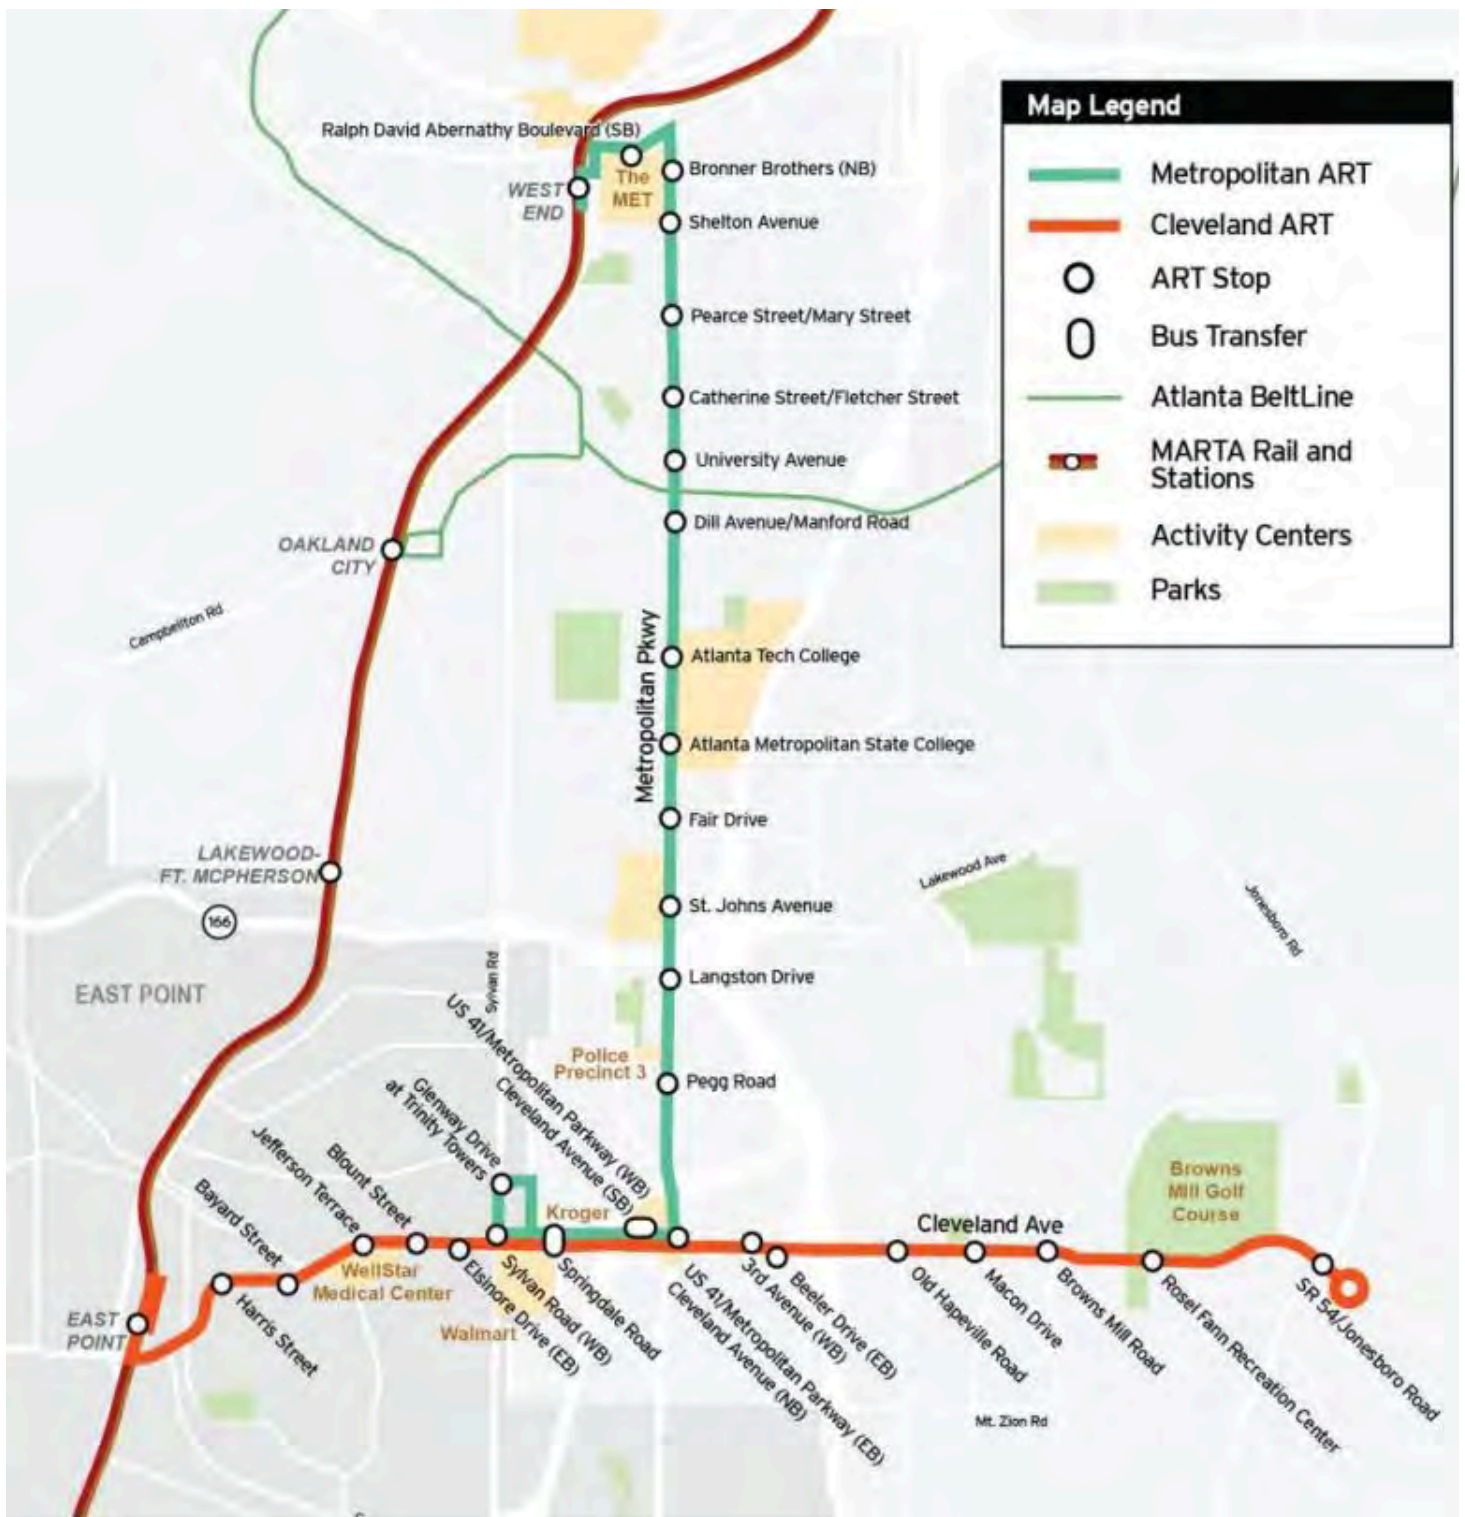 Ralph David Abernathy Boulevard (SB)
The
MET
WEST
END
Bronner Brothers (NB)
Shelton Avenue
Pearce Street/Mary Street
Catherine Street/Fletcher Street
University Avenue
Dill Avenue/Manford Road
OAKLAND
CITY
Campbellton Rd
Metropolitan Pkwy
Atlanta Tech College
Atlanta Metropolitan State College
Fair Drive
LAKEWOOD-
FT. MCPHERSON
166
St. Johns Avenue
Lakewood Ave
Jonesboro Rd
Langston Drive
EAST POINT
Sylvan Rd
Police
Precinct 3
Pegg Road
US 41/Metropolitan Parkway (WB)
Cleveland Avenue (SB)
Glenway Drive
at Trinity Towers
Blount Street
Jefferson Terrace
Bayard Street
Kroger
Cleveland Ave
Browns
Mill Golf
Course
WellStar
Medical Center
Walmart
EAST
POINT
Harris Street
Elsinore Drive (EB)
Sylvan Road (WB)
Springdale Road
US 41/Metropolitan Parkway (EB)
Cleveland Avenue (NB)
3rd Avenue (WB)
Beeler Drive (EB)
Old Hapeville Road
Macon Drive
Browns Mill Road
Rosel Fann Recreation Center
SR 54/Jonesboro Road
Mt. Zion Rd
Map Legend
Metropolitan ART
Cleveland ART
ART Stop
Bus Transfer
Atlanta BeltLine
MARTA Rail and
Stations
Activity Centers
Parks